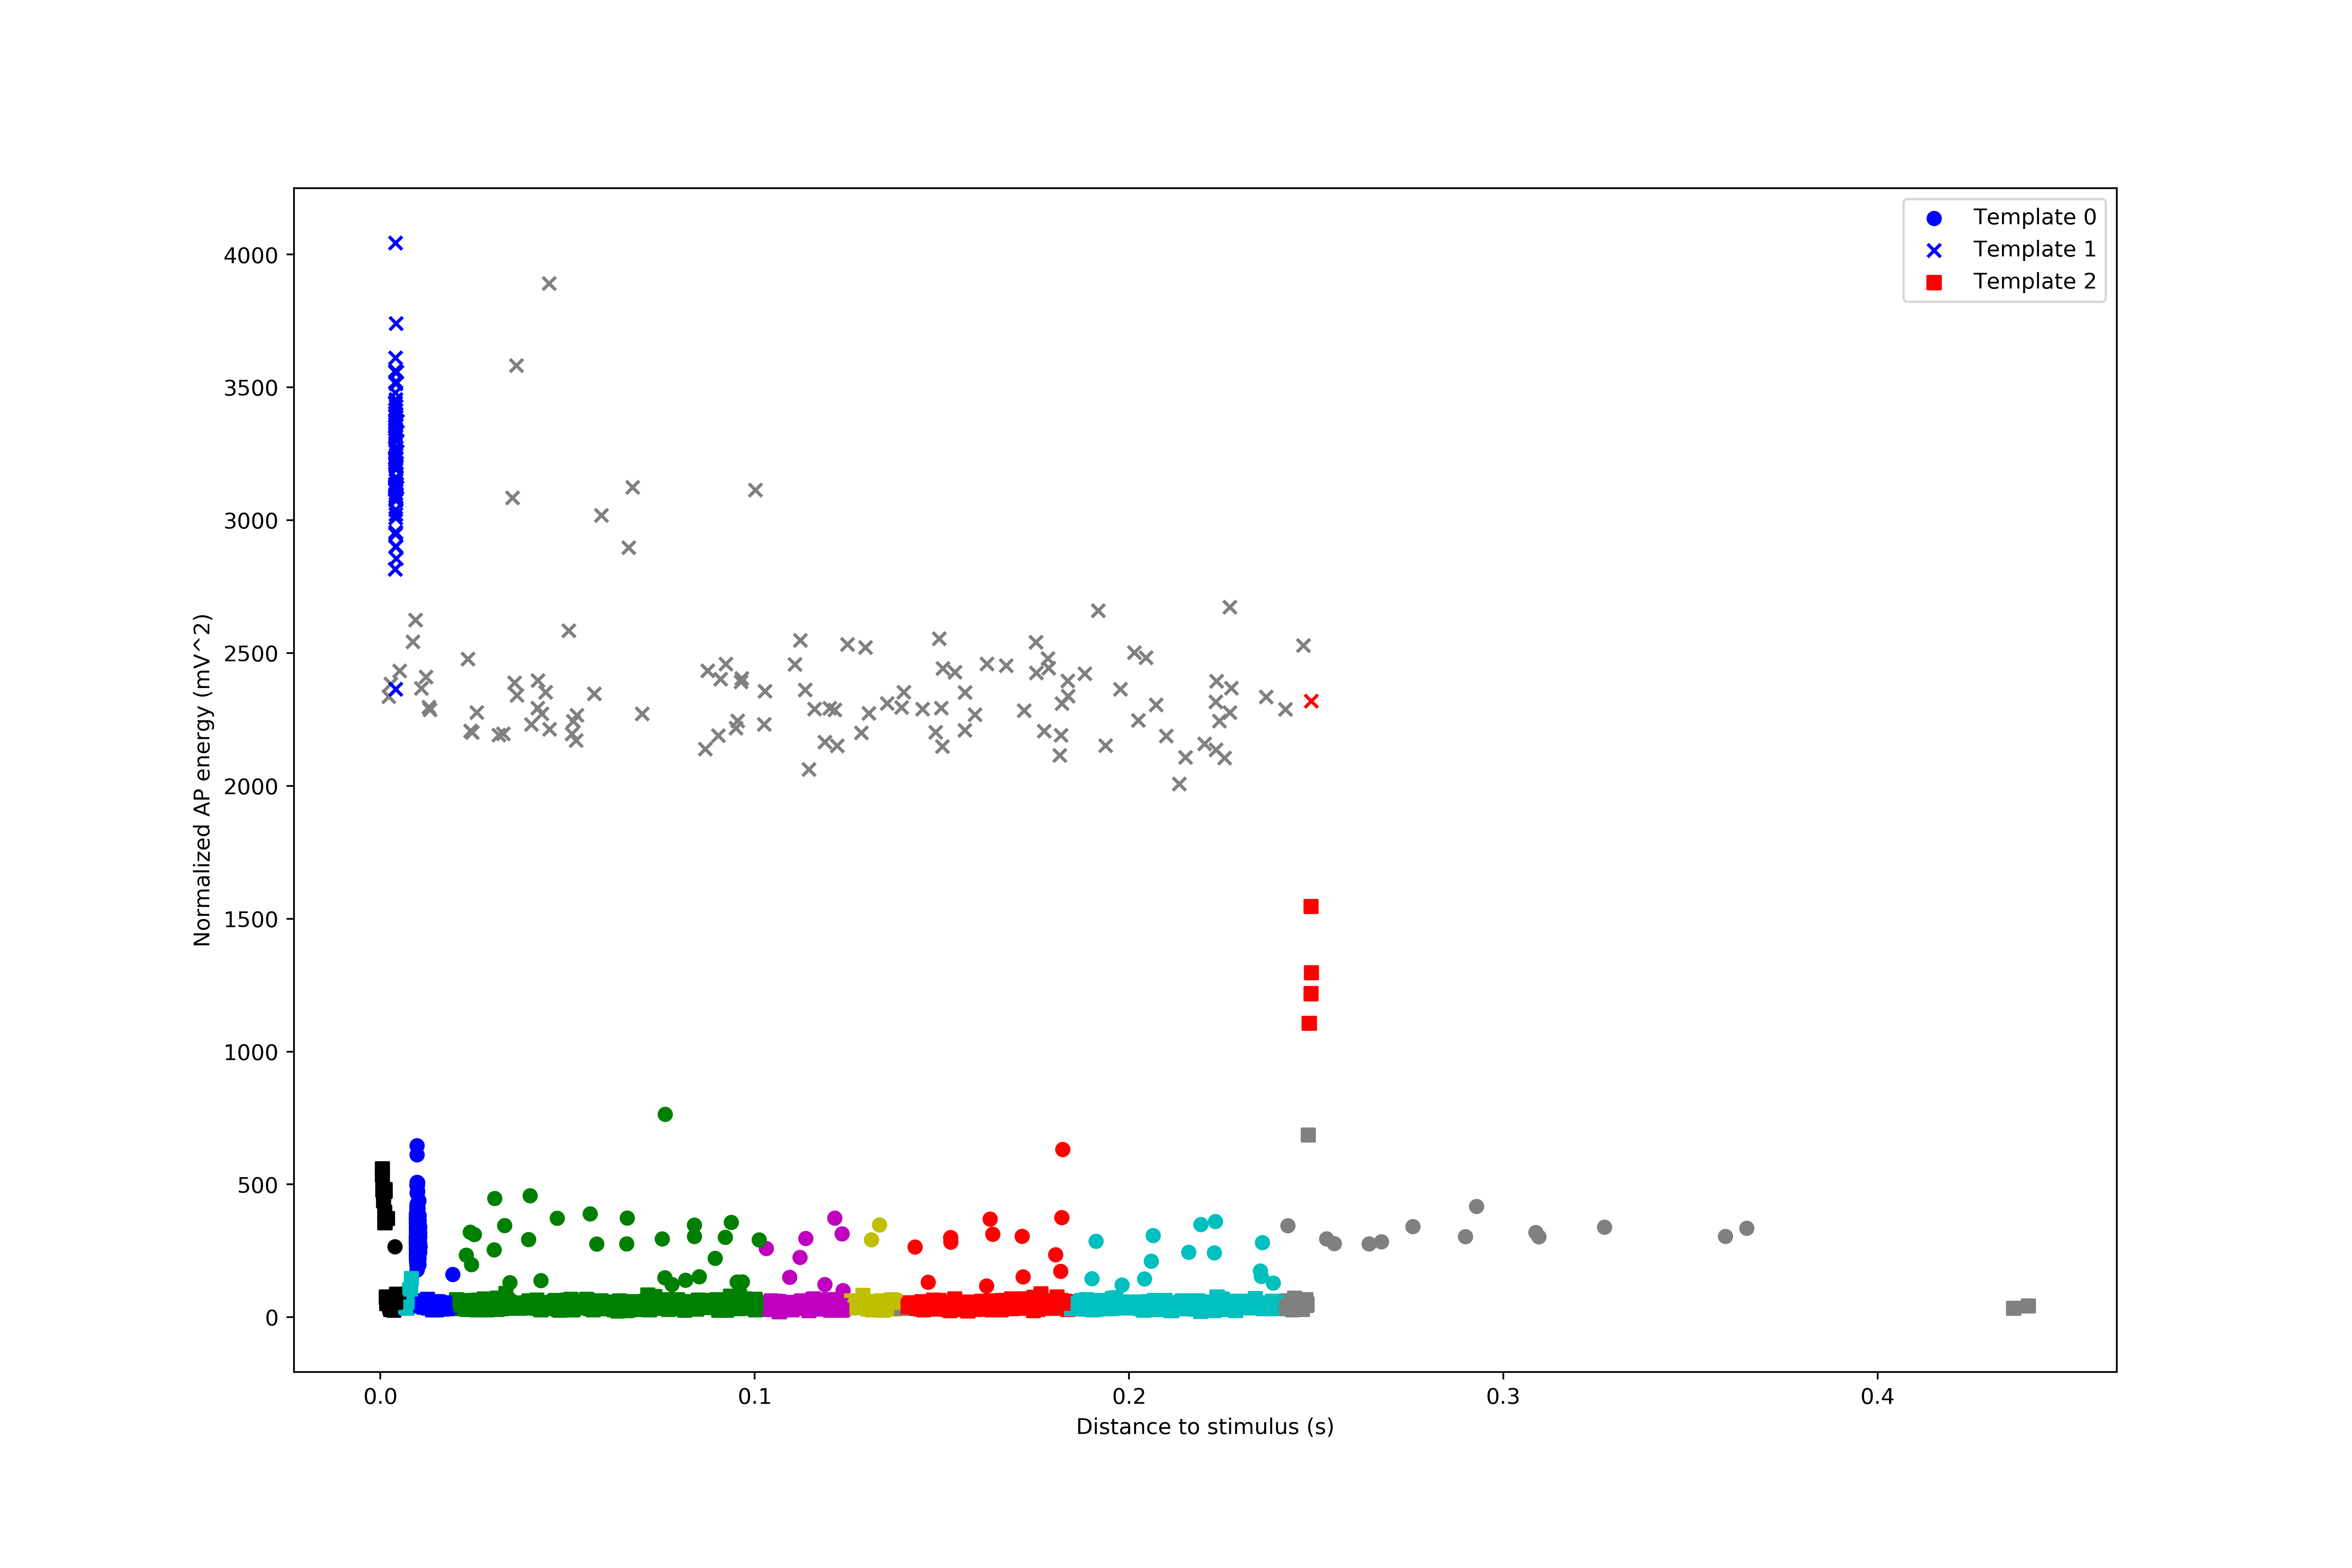 Template 0
Template 1
Template 2
4000
3500
3000
2500
2000
1500
1000
500
0
Normalized AP energy (mV^2)
0.0 0.1 0.2 0.3 0.4
Distance to stimulus (s)